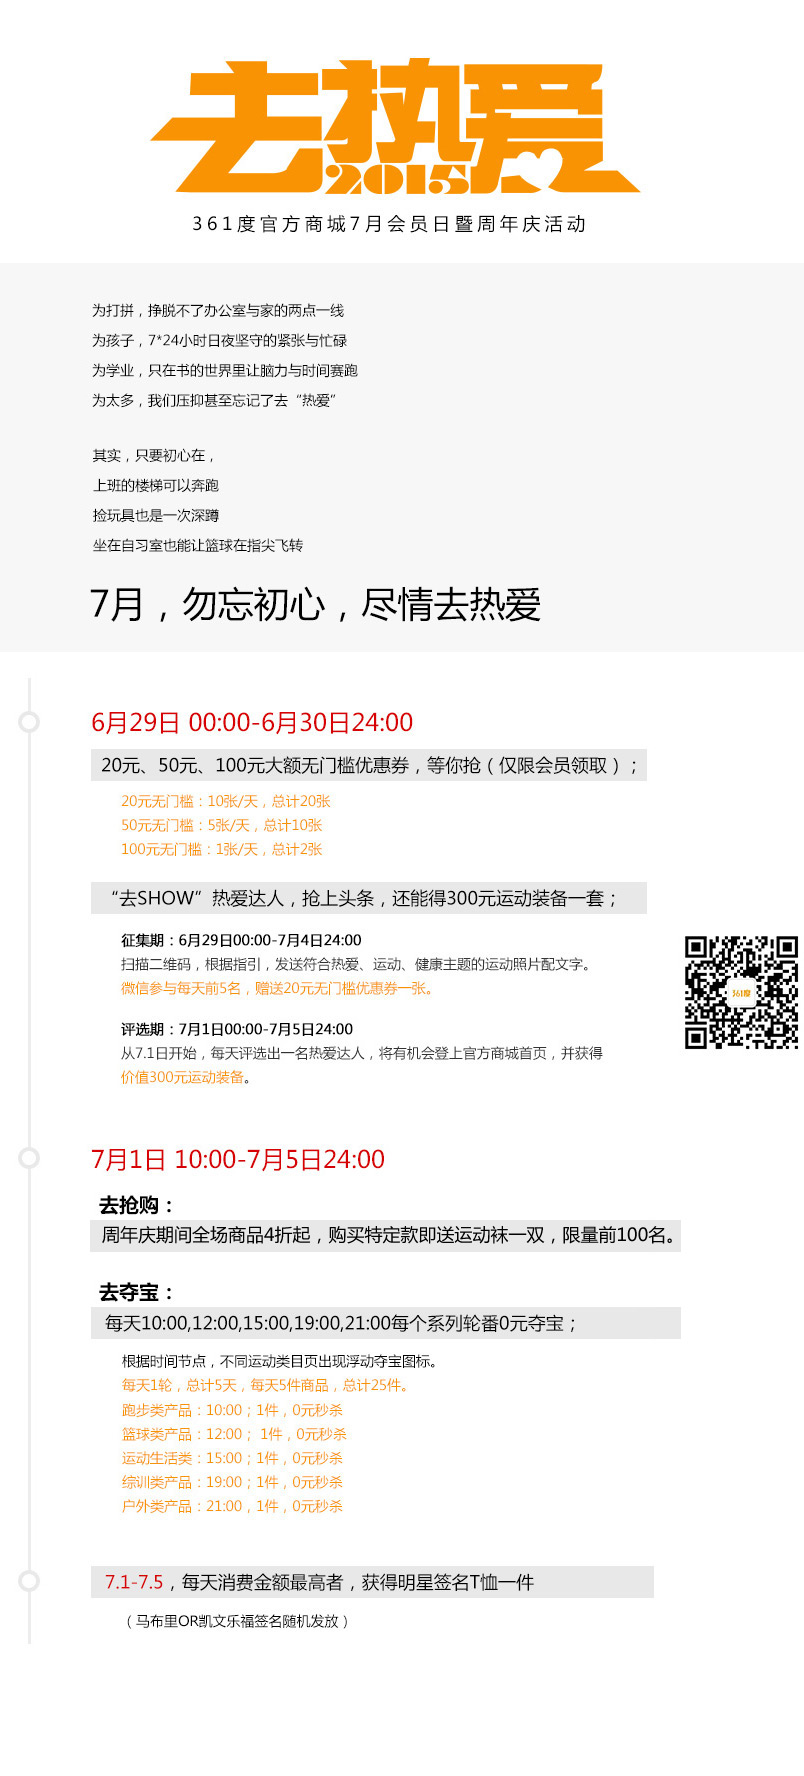 去热爱
2015
361度官方商城7月会员日暨周年庆活动
为打拼，挣脱不了办公室与家的两点一线
为孩子，7*24小时日夜坚守的紧张与忙碌
为学业，只在书的世界里让脑力与时间赛跑
为太多，我们压抑甚至忘记了去“热爱”
其实，只要初心在，
上班的楼梯可以奔跑
捡玩具也是一次深蹲
坐在自习室也能让篮球在指尖飞转
7月，勿忘初心，尽情去热爱
6月29日 00:00-6月30日24:00
20元、50元、100元大额无门槛优惠券，等你抢（仅限会员领取）；
20元无门槛：10张/天，总计20张
50元无门槛：5张/天，总计10张
100元无门槛：1张/天，总计2张
“去SHOW”热爱达人，抢上头条，还能得300元运动装备一套；
征集期：6月29日00:00-7月4日24:00
扫描二维码，根据指引，发送符合热爱、运动、健康主题的运动照片配文字。
微信参与每天前5名，赠送20元无门槛优惠券一张。
361度
评选期：7月1日00:00-7月5日24:00
从7.1日开始，每天评选出一名热爱达人，将有机会登上官方商城首页，并获得
价值300元运动装备。
7月1日 10:00-7月5日24:00
去抢购：
周年庆期间全场商品4折起，购买特定款即送运动袜一双，限量前100名。
去夺宝：
每天10:00,12:00,15:00,19:00,21:00每个系列轮番0元夺宝；
根据时间节点，不同运动类目页出现浮动夺宝图标。
每天1轮，总计5天，每天5件商品，总计25件。
跑步类产品：10:00；1件，0元秒杀
篮球类产品：12:00； 1件，0元秒杀
运动生活类：15:00；1件，0元秒杀
综训类产品：19:00；1件，0元秒杀
户外类产品：21:00，1件，0元秒杀
7.1-7.5，每天消费金额最高者，获得明星签名T恤一件
（马布里OR凯文乐福签名随机发放）